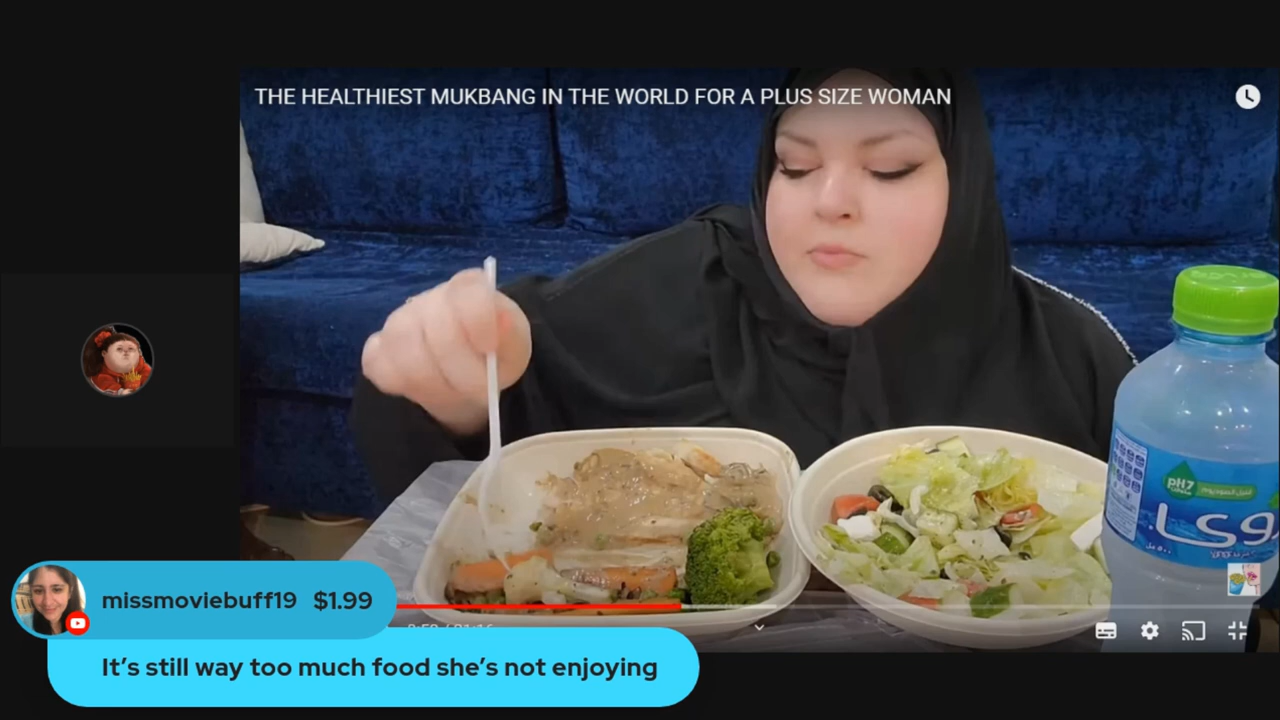 THE HEALTHIEST MUKBANG IN THE WORLD FOR A PLUS SIZE WOMAN
pH7
missmoviebuff19 $1.99
It’s still way too much food she’s not enjoying